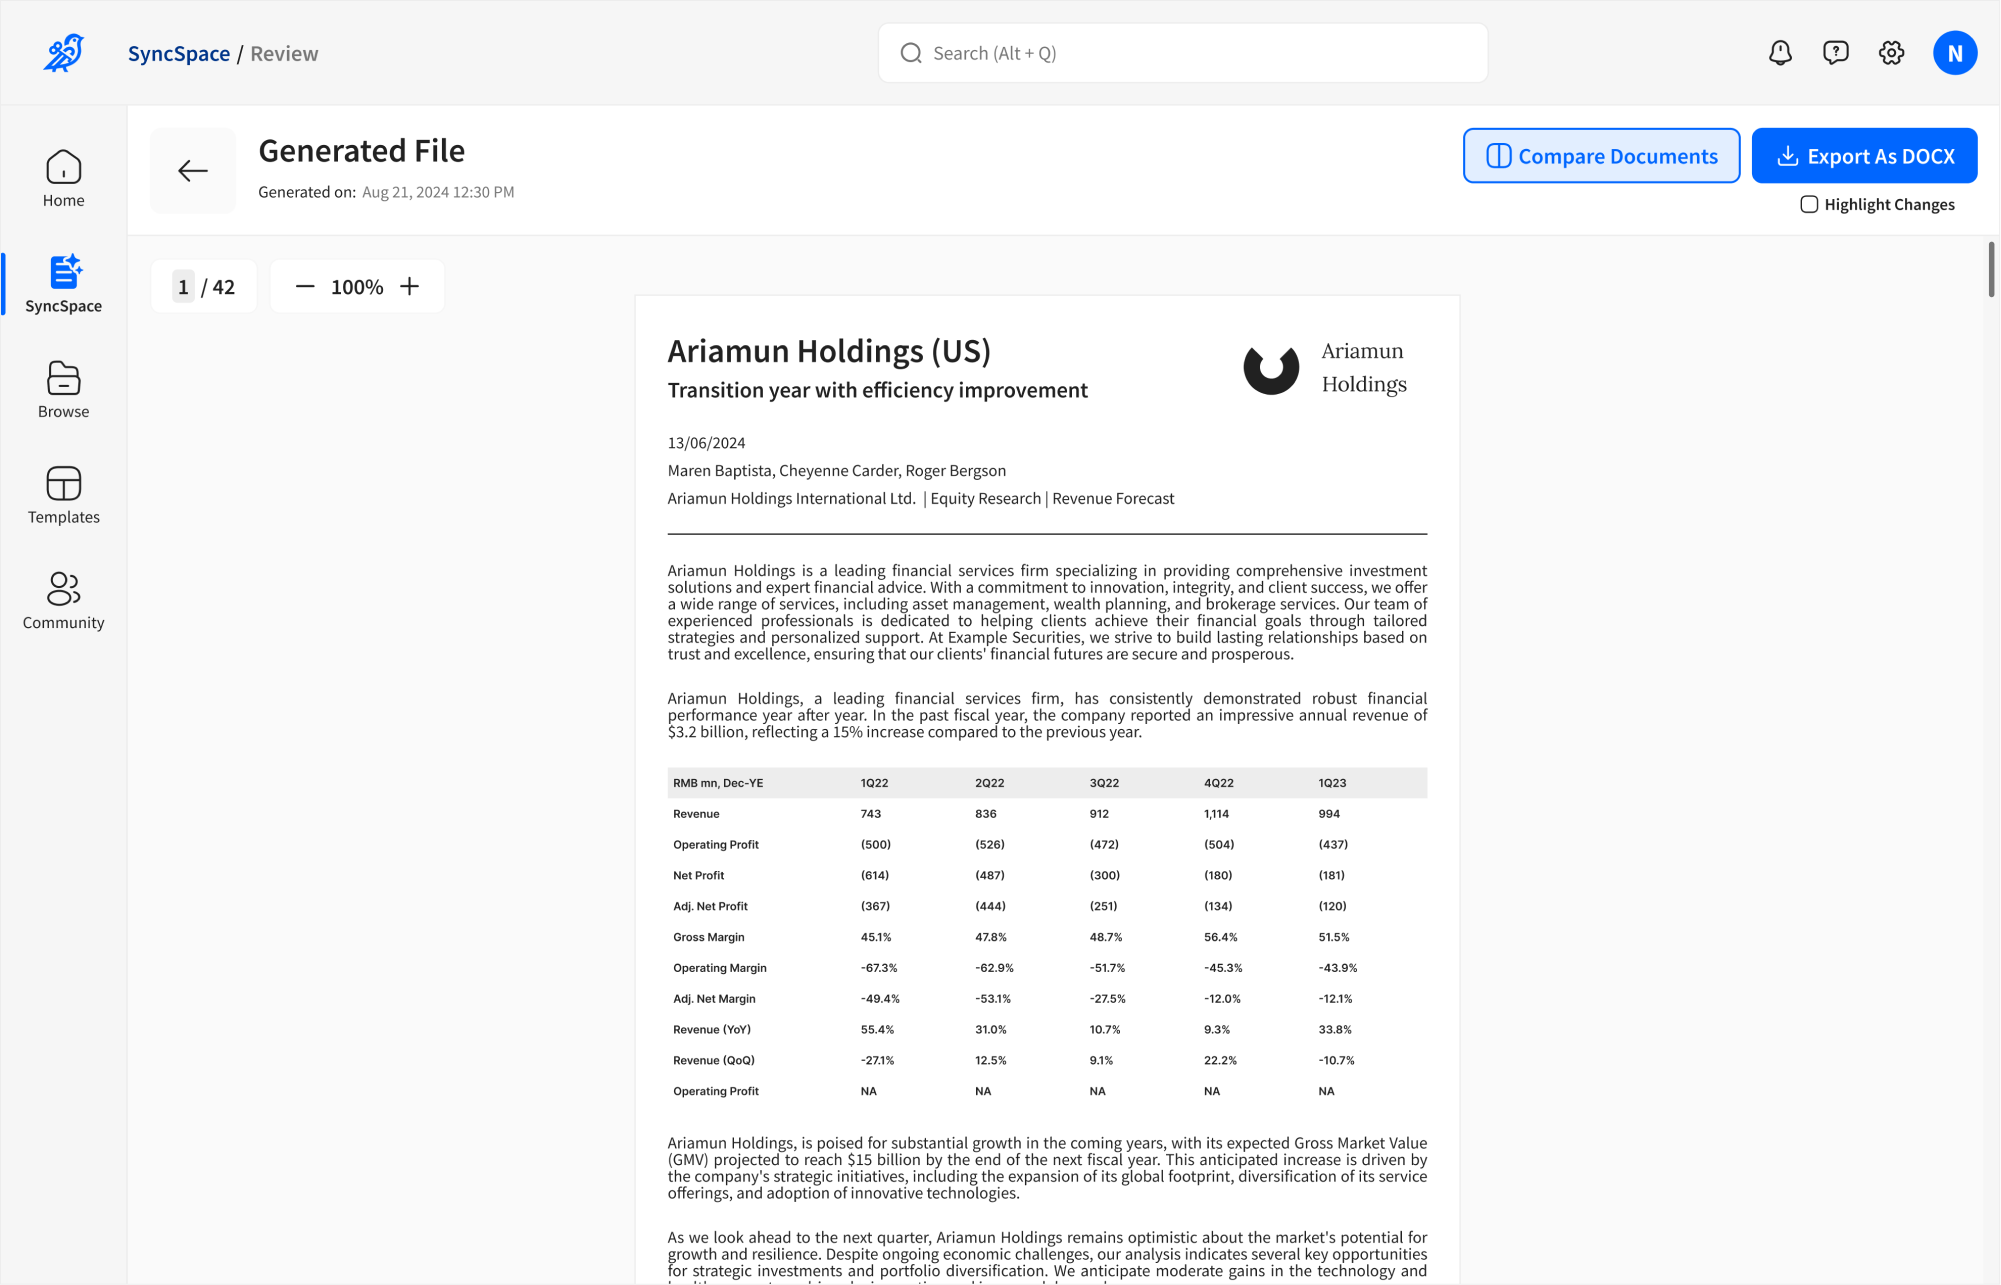 SyncSpace / Review
Search (Alt + Q)
N
Home
SyncSpace
Browse
Templates
Community
Generated File
Generated on: Aug 21, 2024 12:30 PM
Compare Documents
Export As DOCX
Highlight Changes
1 / 42
100%
Ariamun Holdings (US)
Transition year with efficiency improvement
Ariamun
Holdings
13/06/2024
Maren Baptista, Cheyenne Carder, Roger Bergson
Ariamun Holdings International Ltd. | Equity Research | Revenue Forecast
Ariamun Holdings is a leading financial services firm specializing in providing comprehensive investment
solutions and expert financial advice. With a commitment to innovation, integrity, and client success, we offer
a wide range of services, including asset management, wealth planning, and brokerage services. Our team of
experienced professionals is dedicated to helping clients achieve their financial goals through tailored
strategies and personalized support. At Example Securities, we strive to build lasting relationships based on
trust and excellence, ensuring that our clients' financial futures are secure and prosperous.
Ariamun Holdings, a leading financial services firm, has consistently demonstrated robust financial
performance year after year. In the past fiscal year, the company reported an impressive annual revenue of
$3.2 billion, reflecting a 15% increase compared to the previous year.
RMB mn, Dec-YE 1Q22 2Q22 3Q22 4Q22 1Q23
Revenue 743 836 912 1,114 994
Operating Profit (500) (526) (472) (504) (437)
Net Profit (614) (487) (300) (180) (181)
Adj. Net Profit (367) (444) (251) (134) (120)
Gross Margin 45.1% 47.8% 48.7% 56.4% 51.5%
Operating Margin -67.3% -62.9% -51.7% -45.3% -43.9%
Adj. Net Margin -49.4% -53.1% -27.5% -12.0% -12.1%
Revenue (YoY) 55.4% 31.0% 10.7% 9.3% 33.8%
Revenue (QoQ) -27.1% 12.5% 9.1% 22.2% -10.7%
Operating Profit NA NA NA NA NA
Ariamun Holdings, is poised for substantial growth in the coming years, with its expected Gross Market Value
(GMV) projected to reach $15 billion by the end of the next fiscal year. This anticipated increase is driven by
the company's strategic initiatives, including the expansion of its global footprint, diversification of its service
offerings, and adoption of innovative technologies.
As we look ahead to the next quarter, Ariamun Holdings remains optimistic about the market's potential for
growth and resilience. Despite ongoing economic challenges, our analysis indicates several key opportunities
for strategic investments and portfolio diversification. We anticipate moderate gains in the technology and